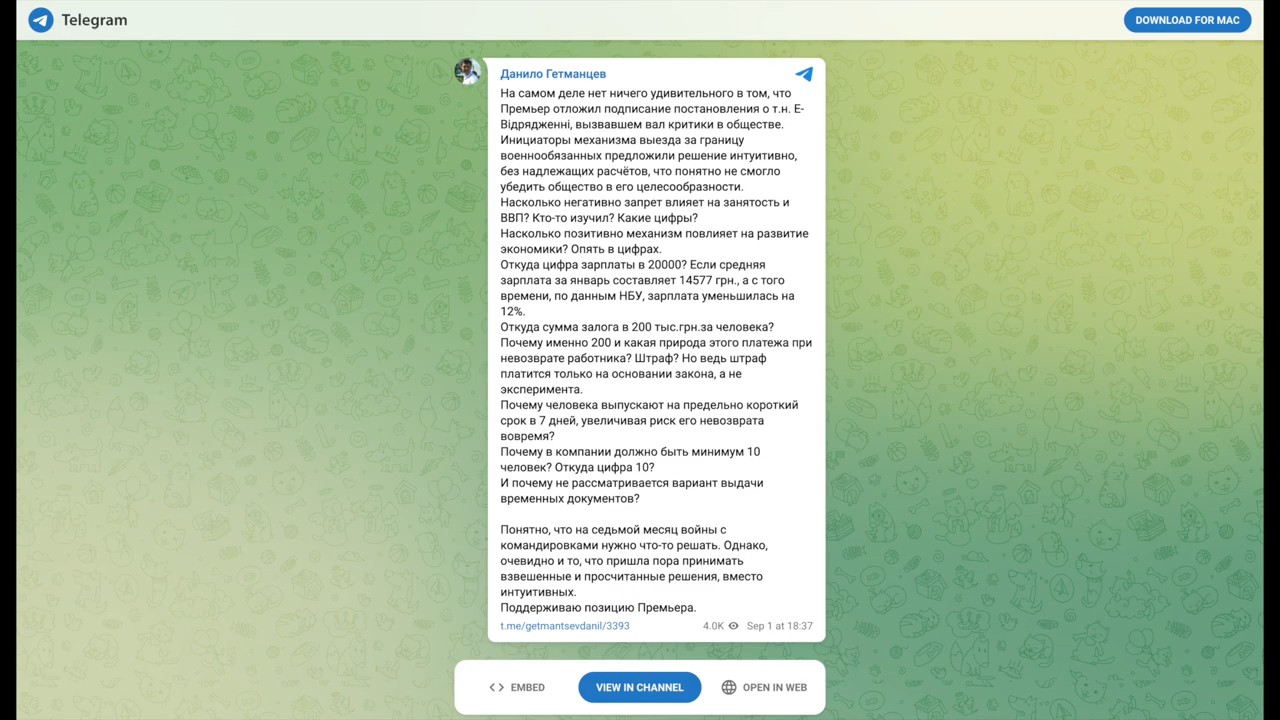 Telegram
DOWNLOAD FOR MAC
Данило Гетманцев
На самом деле нет ничего удивительного в том, что
Премьер отложил подписание постановления о т.н. Е-
Відрядженні, вызвавшем вал критики в обществе.
Инициаторы механизма выезда за границу
военнообязанных предложили решение интуитивно,
без надлежащих расчётов, что понятно не смогло
убедить общество в его целесообразности.
Насколько негативно запрет влияет на занятость и
ВВП? Кто-то изучил? Какие цифры?
Насколько позитивно механизм повлияет на развитие
экономики? Опять в цифрах.
Откуда цифра зарплаты в 20000? Если средняя
зарплата за январь составляет 14577 грн., а с того
времени, по данным НБУ, зарплата уменьшилась на
12%.
Откуда сумма залога в 200 тыс.грн.за человека?
Почему именно 200 и какая природа этого платежа при
невозврате работника? Штраф? Но ведь штраф
платится только на основании закона, а не
эксперимента.
Почему человека выпускают на предельно короткий
срок в 7 дней, увеличивая риск его невозврата
вовремя?
Почему в компании должно быть минимум 10
человек? Откуда цифра 10?
И почему не рассматривается вариант выдачи
временных документов?
Понятно, что на седьмой месяц войны с
командировками нужно что-то решать. Однако,
очевидно и то, что пришла пора принимать
взвешенные и просчитанные решения, вместо
интуитивных.
Поддерживаю позицию Премьера.
t.me/getmantsevdanil/3393 4.0K Sep 1 at 18:37
EMBED VIEW IN CHANNEL OPEN IN WEB